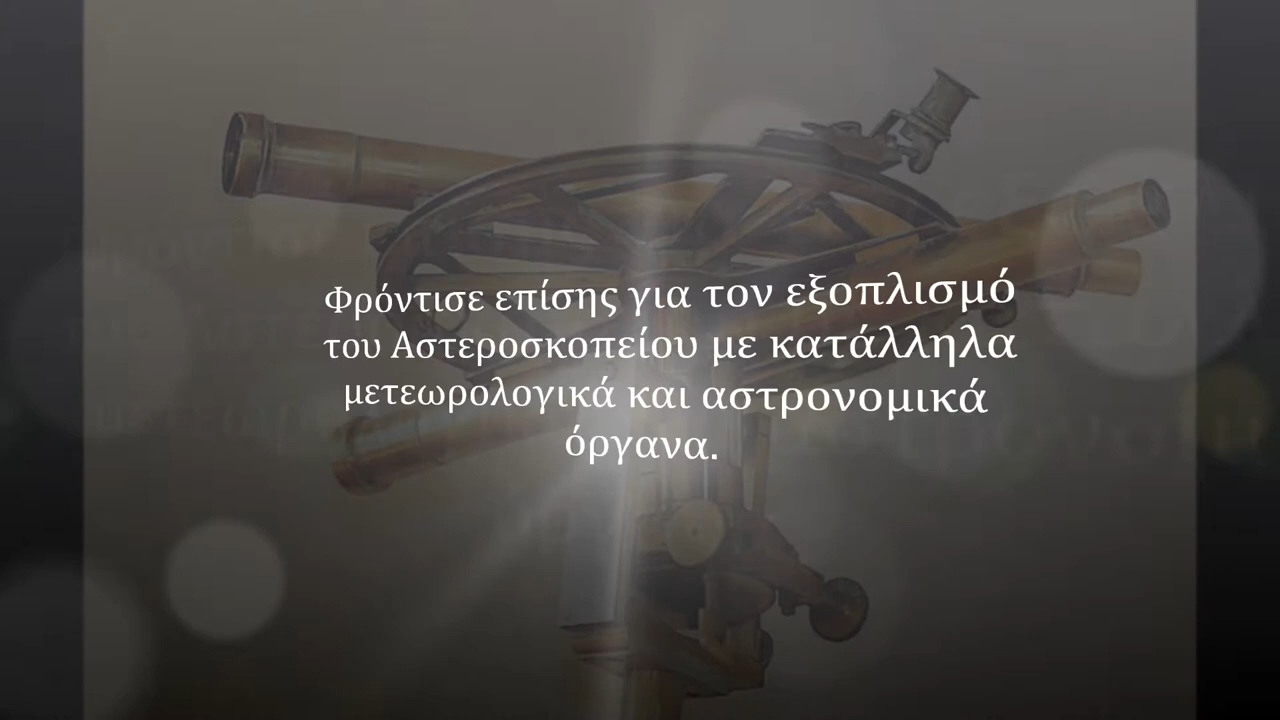 Φρόντισε επίσης για τον εξοπλισμό
του Αστεροσκοπείου με κατάλληλα
μετεωρολογικά και αστρονομικά
όργανα.